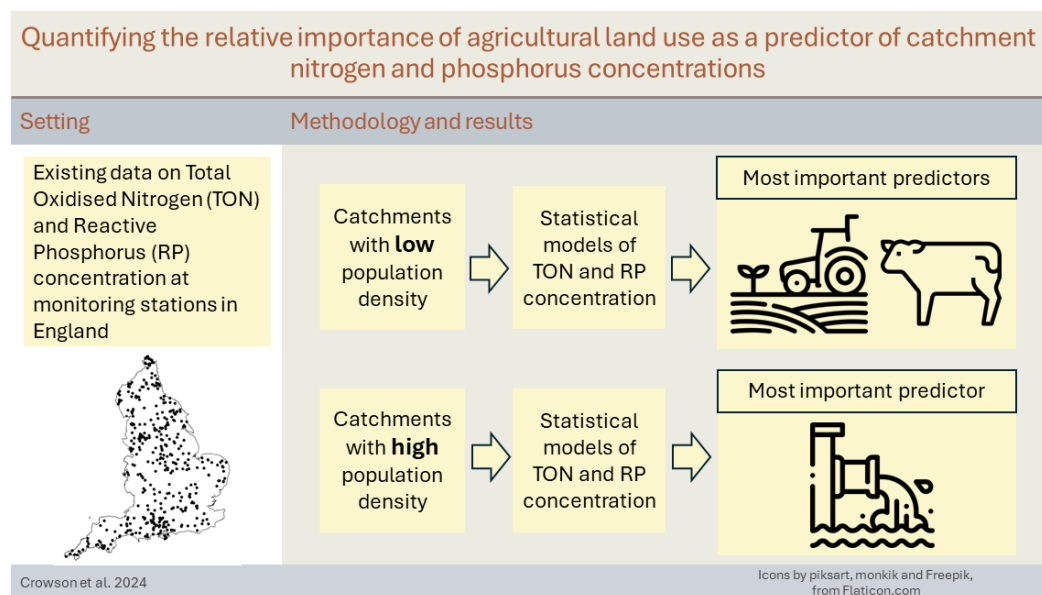 Quantifying the relative importance of agricultural land use as a predictor of catchment
nitrogen and phosphorus concentrations
Setting
Methodology and results
Existing data on Total
Oxidised Nitrogen (TON)
and Reactive
Phosphorus (RP)
concentration at
monitoring stations in
England
Catchments
with low
population
density
Statistical
models of
TON and RP
concentration
Most important predictors
Catchments
with high
population
density
Statistical
models of
TON and RP
concentration
Most important predictor
Crowson et al. 2024
Icons by piksart, monkik and Freepik,
from Flaticon.com